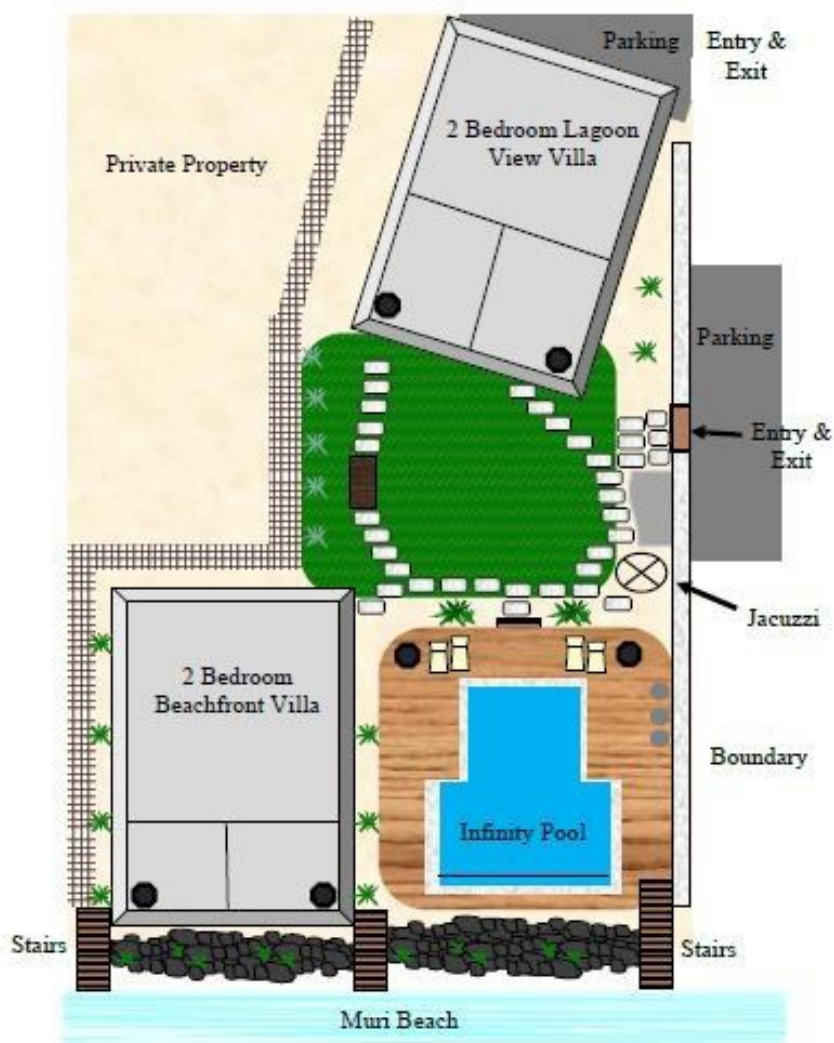 Parking
Entry &
Exit
2 Bedroom Lagoon
View Villa
Private Property
Parking
Entry &
Exit
Jacuzzi
2 Bedroom
Beachfront Villa
Boundary
Infinity Pool
Stairs
Stairs
Muri Beach